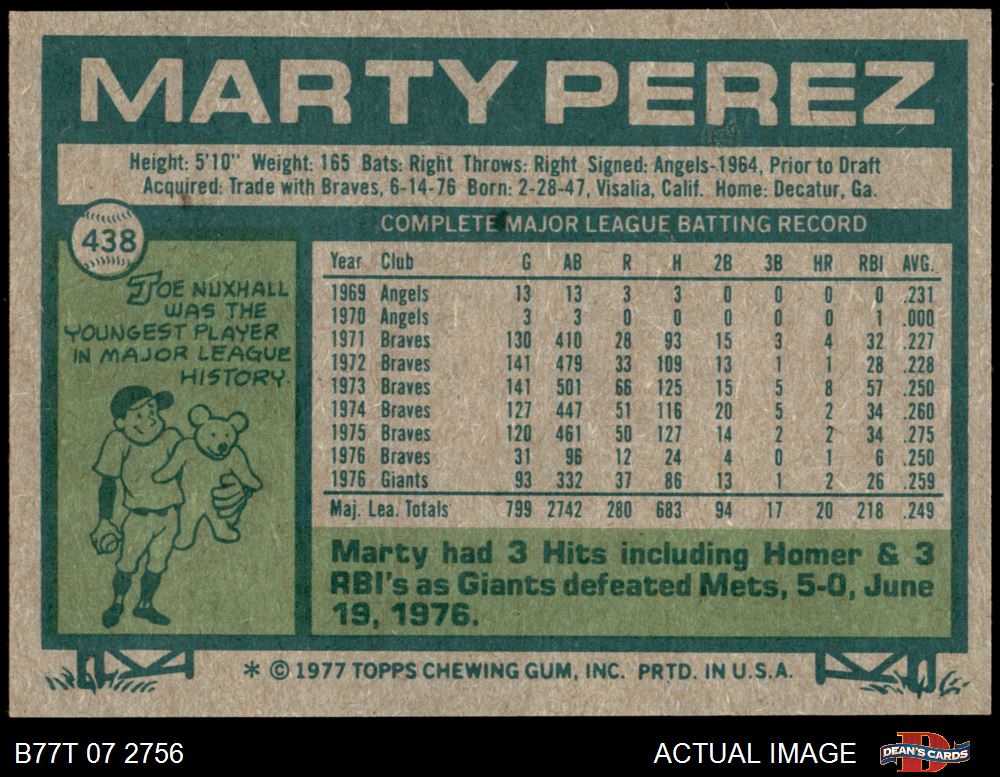 MARTY PEREZ
Height: 5'10" Weight: 165 Bats: Right Throws: Right Signed: Angels-1964, Prior to Draft
Acquired: Trade with Braves, 6-14-76 Born: 2-28-47, Visalia, Calif. Home: Decatur, Ga.
438
JOE NUXHALL
WAS THE
YOUNGEST PLAYER
IN MAJOR LEAGUE
HISTORY.
COMPLETE MAJOR LEAGUE BATTING RECORD
Year Club G AB R H 2B 3B HR RBI AVG.
1969 Angels 13 13 3 3 0 0 0 0 .231
1970 Angels 3 3 0 0 0 0 0 1 .000
1971 Braves 130 410 28 93 15 3 4 32 .227
1972 Braves 141 479 33 109 13 1 1 28 .228
1973 Braves 141 501 66 125 15 5 8 57 .250
1974 Braves 127 447 51 116 20 5 2 34 .260
1975 Braves 120 461 50 127 14 2 2 34 .275
1976 Braves 31 96 12 24 4 0 1 6 .250
1976 Giants 93 332 37 86 13 1 2 26 .259
Maj. Lea. Totals 799 2742 280 683 94 17 20 218 .249
Marty had 3 Hits including Homer & 3
RBI's as Giants defeated Mets, 5-0, June
19, 1976.
* © 1977 TOPPS CHEWING GUM, INC. PRTD. IN U.S.A.
B77T 07 2756
ACTUAL IMAGE
DEAN'S CARDS